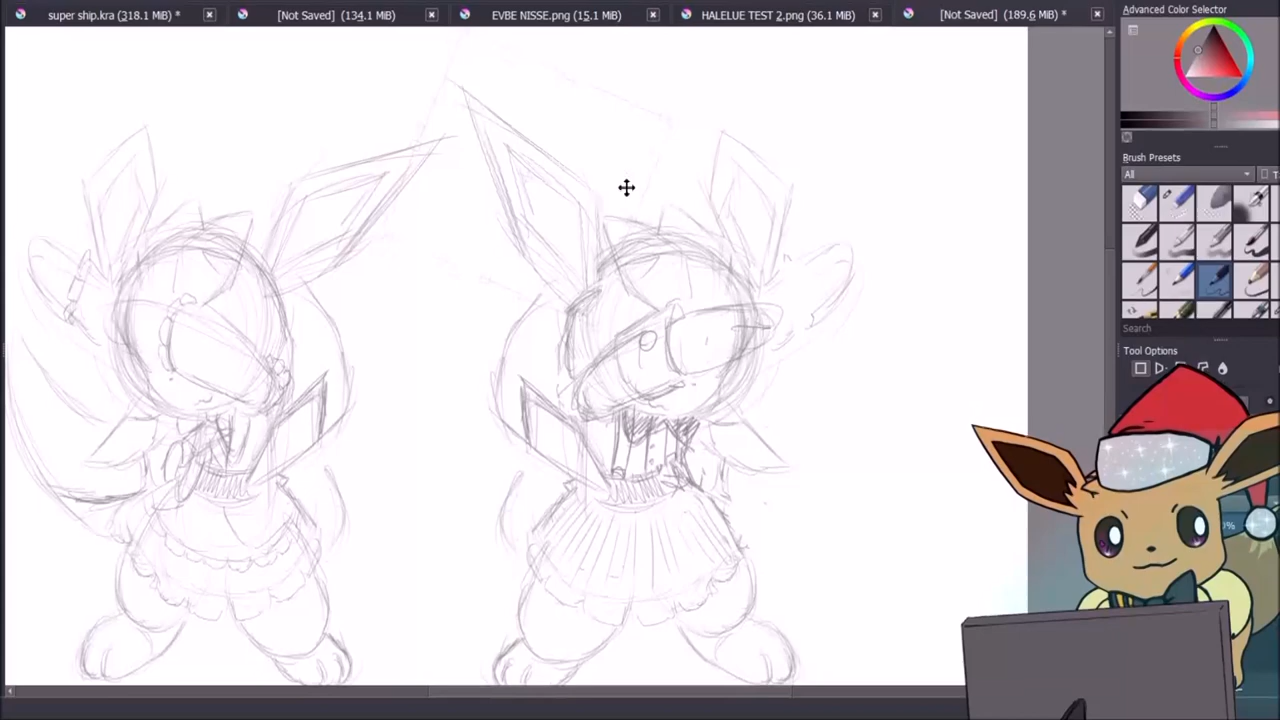 super ship.kra (318.1 MiB) *
[Not Saved] (134.1 MiB)
EVBE NISSE.png (15.1 MiB)
HALELUE TEST 2.png (36.1 MiB)
[Not Saved] (189.6 MiB) *
Advanced Color Selector
Brush Presets
All
Search
Tool Options